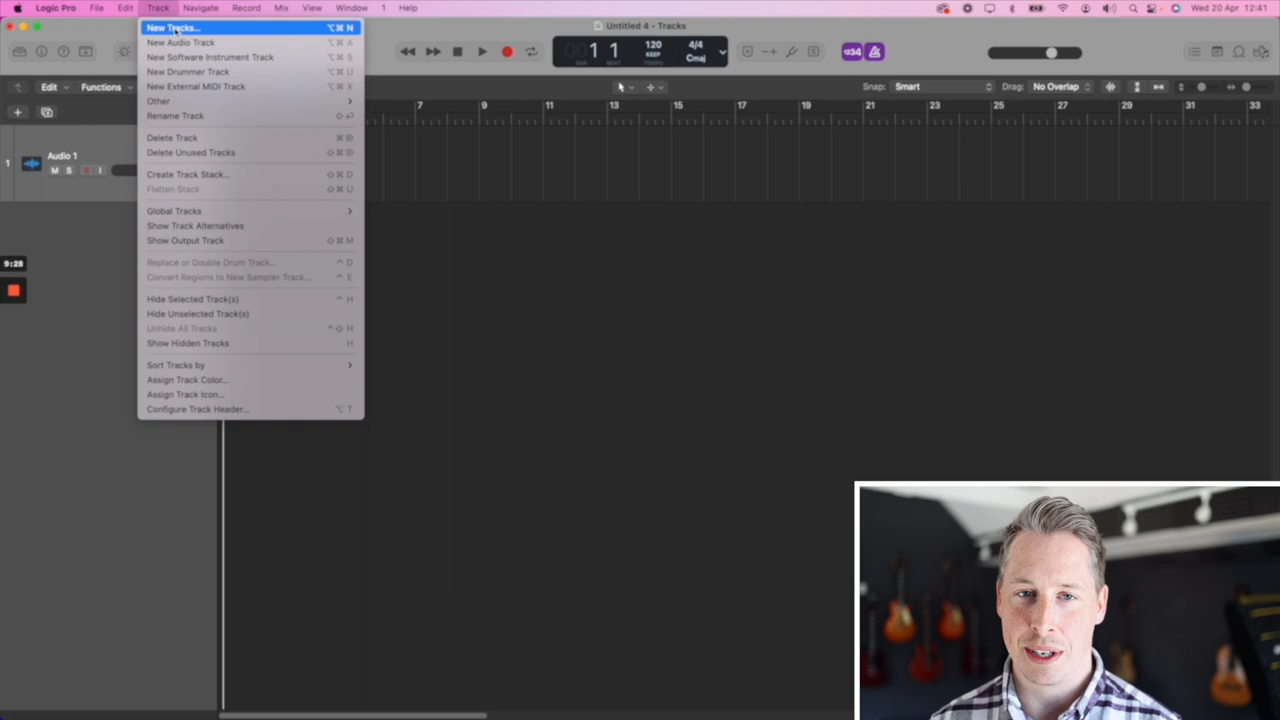 Logic Pro File Edit Track Navigate Record Mix View Window 1 Help Wed 20 Apr 12:41
Untitled 4 - Tracks
New Tracks... ⌥⌘N
New Audio Track ⌥⌘A
New Software Instrument Track ⌥⌘S
New Drummer Track ⌥⌘U
New External MIDI Track ⌥⌘X
Other
Rename Track ⇧⏎
Delete Track ⌘⌫
Delete Unused Tracks ⇧⌘⌫
Create Track Stack... ⇧⌘D
Flatten Stack ⇧⌘U
Global Tracks
Show Track Alternatives
Show Output Track ⇧⌘M
Replace or Double Drum Track... ^D
Convert Regions to New Sampler Track... ^E
Hide Selected Track(s) ^H
Hide Unselected Track(s)
Unhide All Tracks ^⇧H
Show Hidden Tracks H
Sort Tracks by
Assign Track Color...
Assign Track Icon...
Configure Track Header... ⌥T
001 1
BAR BEAT
120
KEEP
TEMPO
4/4
Cmaj
1234
Edit Functions
Snap: Smart Drag: No Overlap
7 9 11 13 15 17 19 21 23 25 27 29 31 33
1 Audio 1
M S R I
9:28